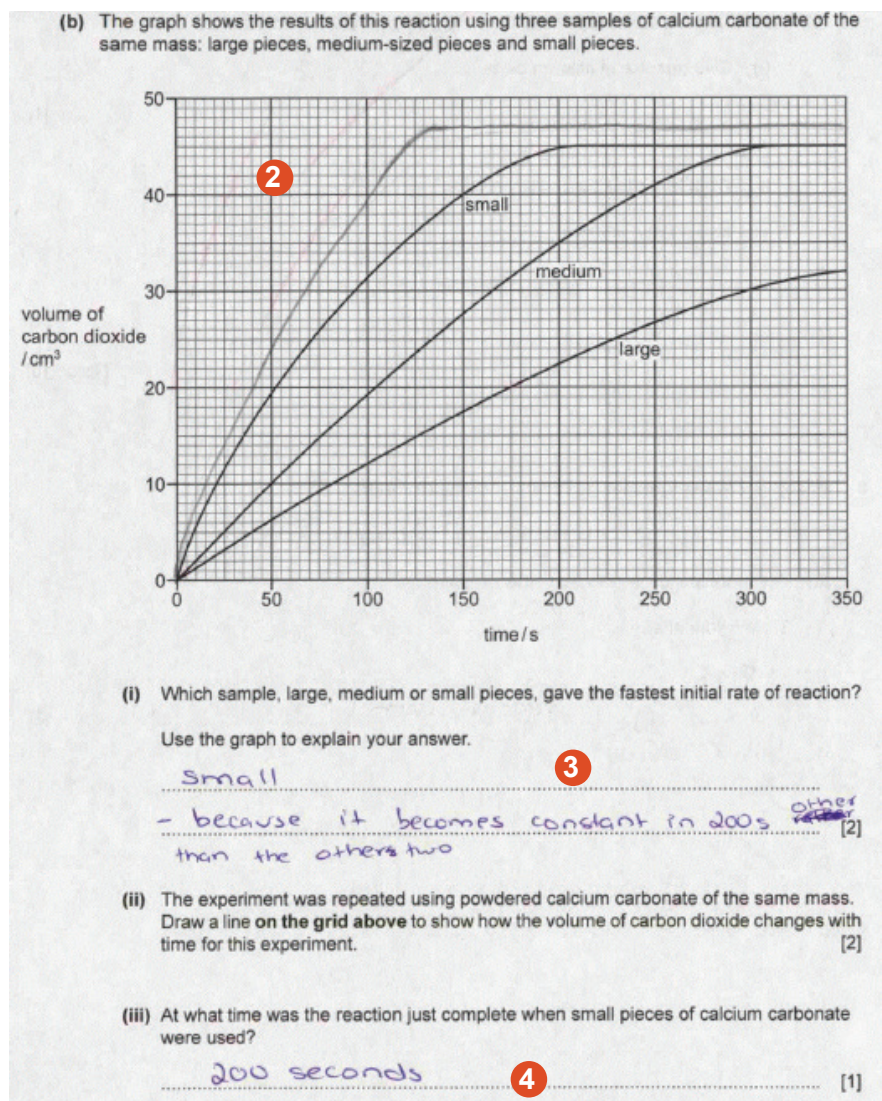 (b) The graph shows the results of this reaction using three samples of calcium carbonate of the
same mass: large pieces, medium-sized pieces and small pieces.
50
2
40
small
medium
30
volume of
carbon dioxide
/cm³
large
20
10
0
0 50 100 150 200 250 300 350
time/s
(i) Which sample, large, medium or small pieces, gave the fastest initial rate of reaction?
Use the graph to explain your answer.
small
3
- because it becomes constant in 200s other
[2]
than the others two
(ii) The experiment was repeated using powdered calcium carbonate of the same mass.
Draw a line on the grid above to show how the volume of carbon dioxide changes with
time for this experiment.
[2]
(iii) At what time was the reaction just complete when small pieces of calcium carbonate
were used?
200 seconds
4
[1]